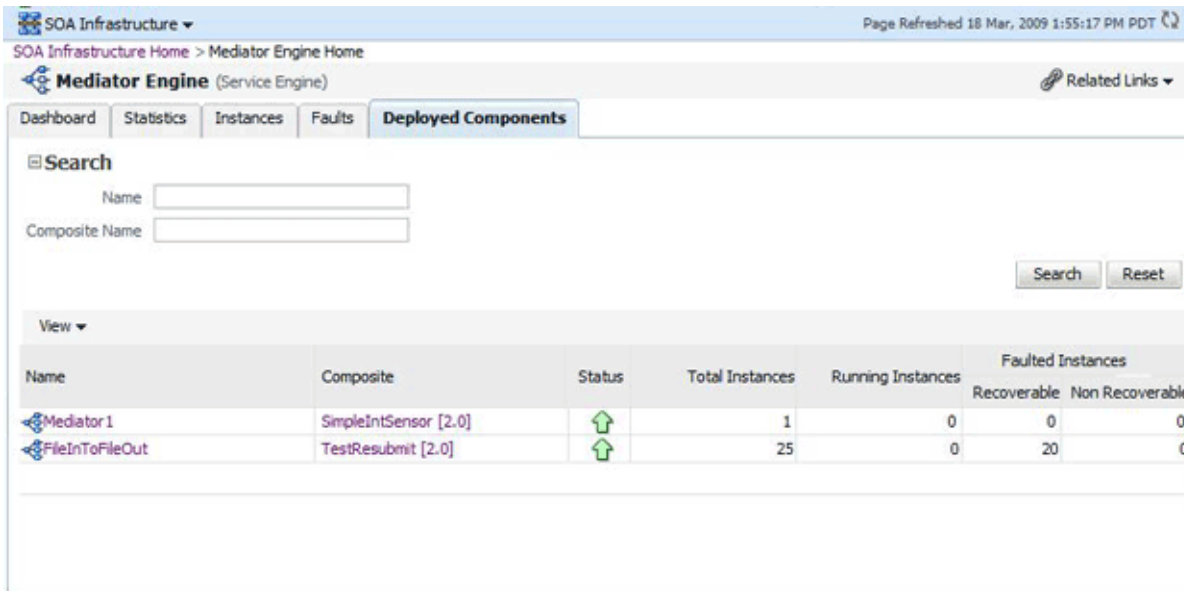 SOA Infrastructure
Page Refreshed 18 Mar, 2009 1:55:17 PM PDT
SOA Infrastructure Home > Mediator Engine Home
Mediator Engine (Service Engine)
Related Links
Dashboard Statistics Instances Faults Deployed Components
Search
Name
Composite Name
Search Reset
View
Name Composite Status Total Instances Running Instances Faulted Instances
Recoverable Non Recoverable
Mediator1 SimpleIntSensor [2.0] 1 0 0 0
FileInToFileOut TestResubmit [2.0] 25 0 20 0